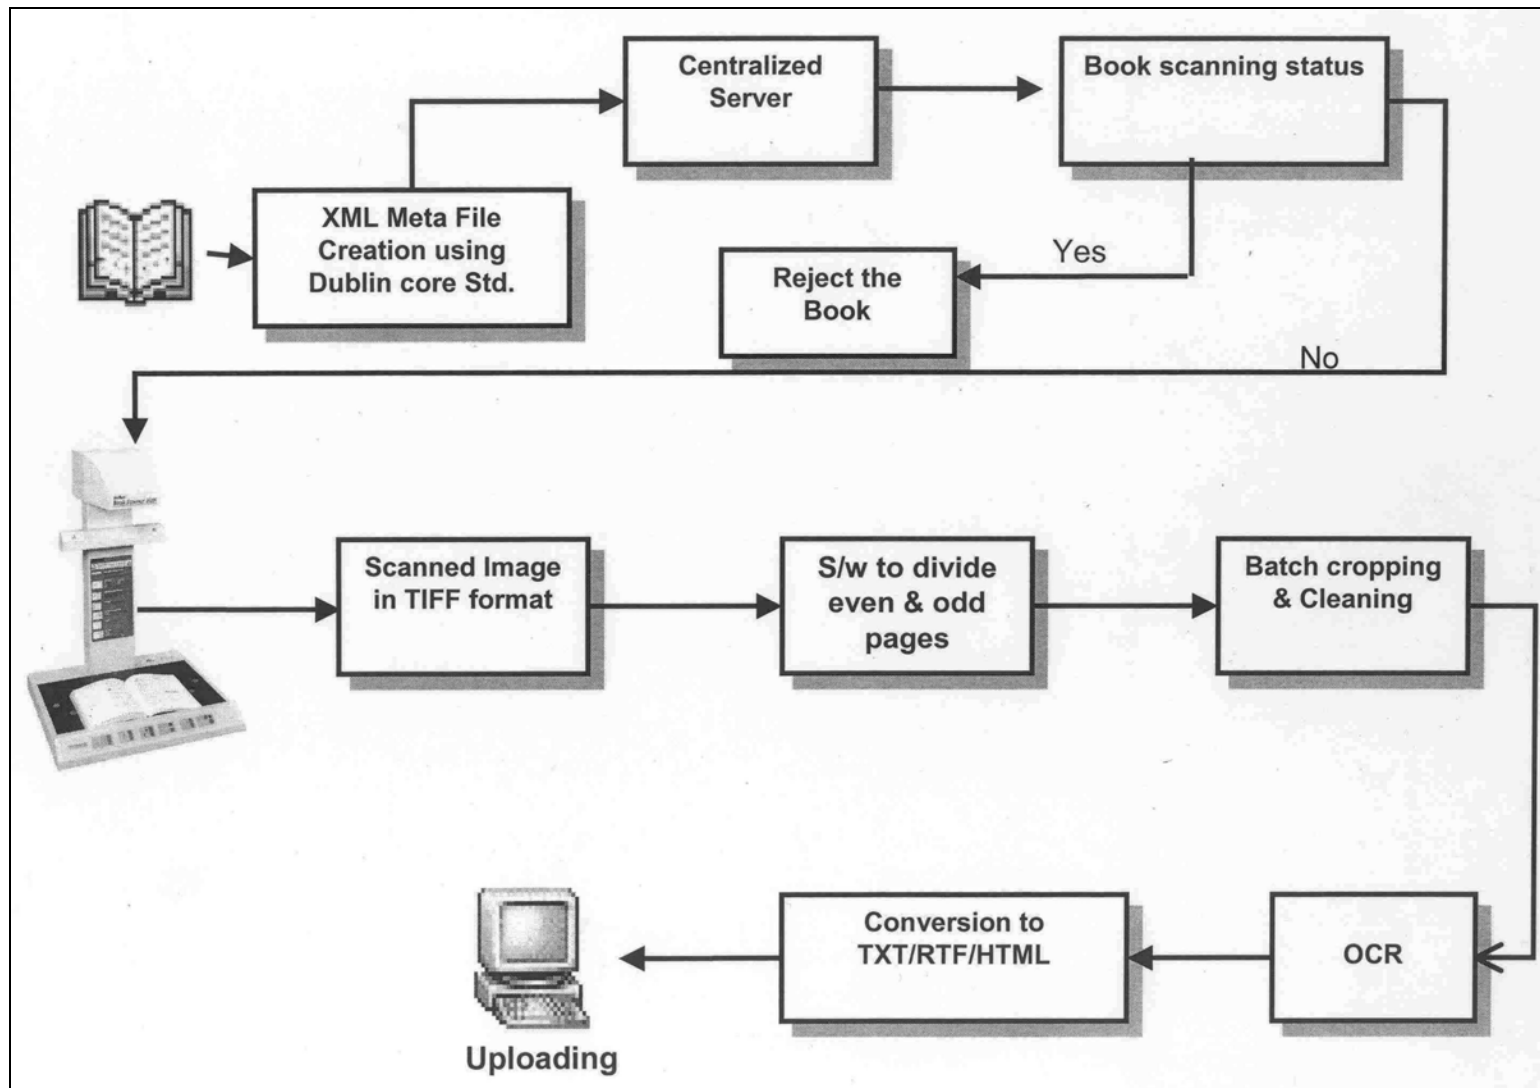 Centralized
Server
Book scanning status
XML Meta File
Creation using
Dublin core Std.
Yes
Reject the
Book
No
Scanned Image
in TIFF format
S/w to divide
even & odd
pages
Batch cropping
& Cleaning
Conversion to
TXT/RTF/HTML
OCR
Uploading